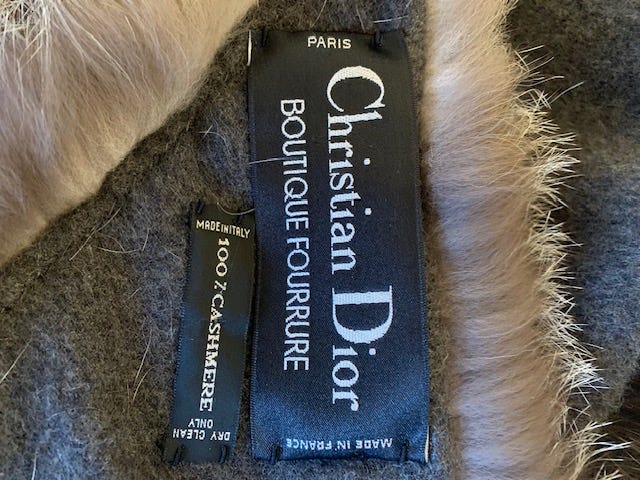 PARIS
Christian Dior
BOUTIQUE FOURRURE
MADE IN FRANCE
MADE IN ITALY
100% CASHMERE
DRY CLEAN
ONLY